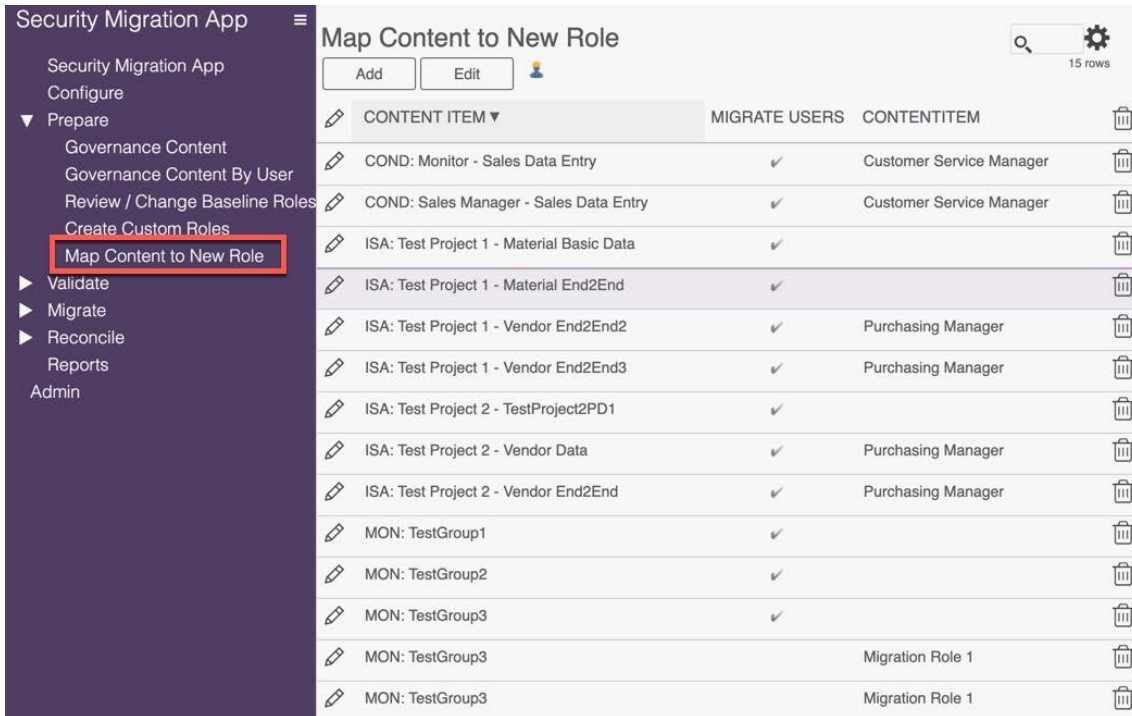 Security Migration App
Security Migration App
Configure
Prepare
Governance Content
Governance Content By User
Review / Change Baseline Roles
Create Custom Roles
Map Content to New Role
Validate
Migrate
Reconcile
Reports
Admin
Map Content to New Role
15 rows
Add Edit
CONTENT ITEM MIGRATE USERS CONTENTITEM
COND: Monitor - Sales Data Entry Customer Service Manager
COND: Sales Manager - Sales Data Entry Customer Service Manager
ISA: Test Project 1 - Material Basic Data
ISA: Test Project 1 - Material End2End
ISA: Test Project 1 - Vendor End2End2 Purchasing Manager
ISA: Test Project 1 - Vendor End2End3 Purchasing Manager
ISA: Test Project 2 - TestProject2PD1
ISA: Test Project 2 - Vendor Data Purchasing Manager
ISA: Test Project 2 - Vendor End2End Purchasing Manager
MON: TestGroup1
MON: TestGroup2
MON: TestGroup3
MON: TestGroup3 Migration Role 1
MON: TestGroup3 Migration Role 1